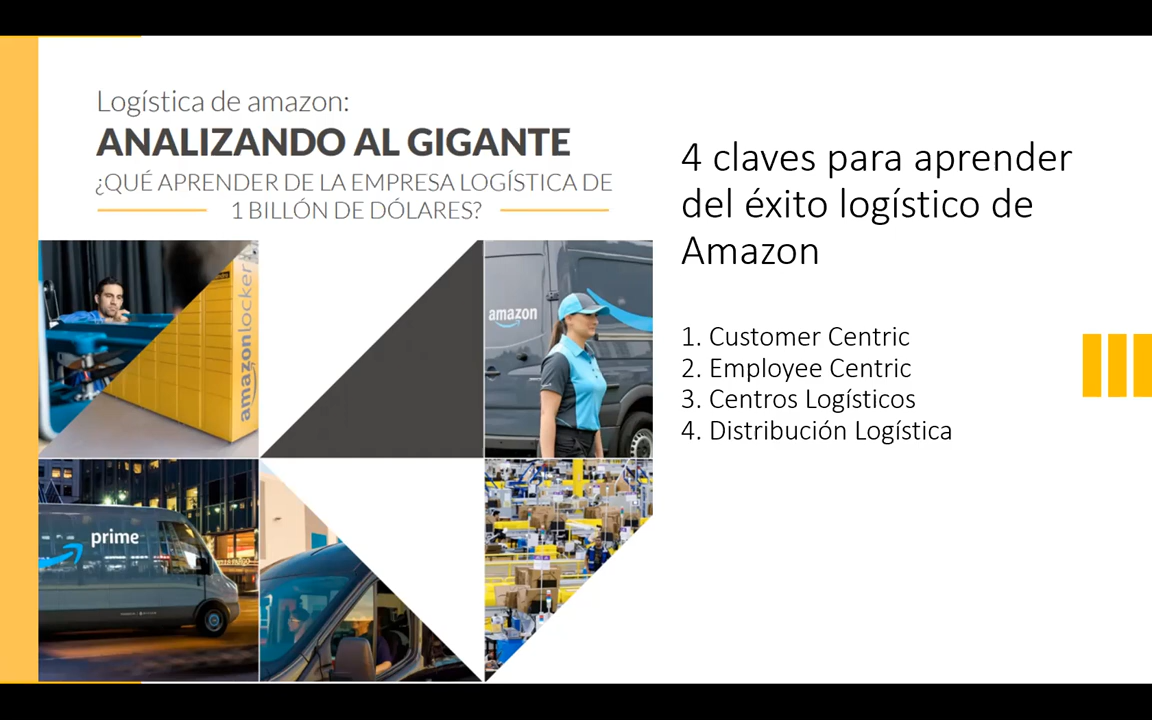 Logística de amazon:
ANALIZANDO AL GIGANTE
¿QUÉ APRENDER DE LA EMPRESA LOGÍSTICA DE
1 BILLÓN DE DÓLARES?
4 claves para aprender
del éxito logístico de
Amazon
1. Customer Centric
2. Employee Centric
3. Centros Logísticos
4. Distribución Logística
amazonlocker
amazon
prime